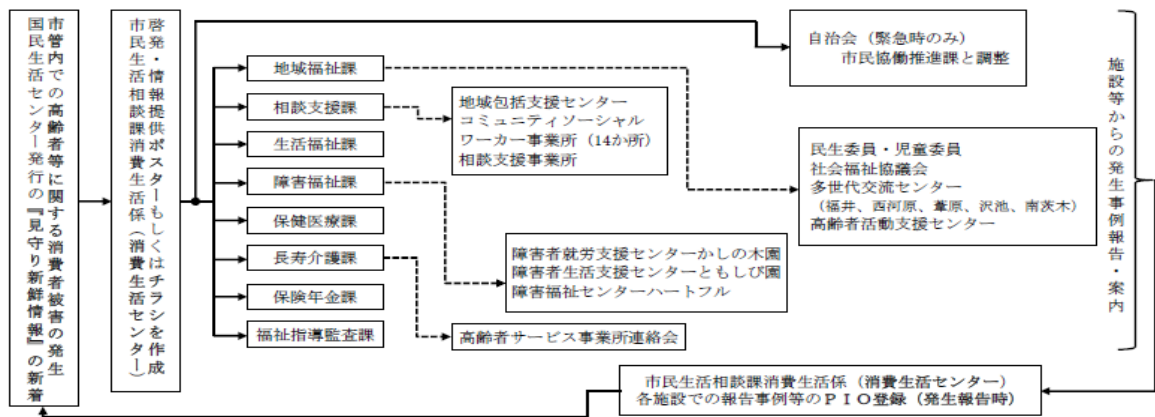 市管内での高齢者等に関する消費者被害の発生
国民生活センター発行の『見守り新鮮情報』の新着
啓発・情報提供ポスターもしくはチラシを作成
市民生活相談課消費生活係（消費生活センター）
地域福祉課
相談支援課
生活福祉課
障害福祉課
保健医療課
長寿介護課
保険年金課
福祉指導監査課
地域包括支援センター
コミュニティソーシャル
ワーカー事業所（14か所）
相談支援事業所
障害者就労支援センターかしの木園
障害者生活支援センターともしび園
障害福祉センターハートフル
高齢者サービス事業所連絡会
自治会（緊急時のみ）
市民協働推進課と調整
民生委員・児童委員
社会福祉協議会
多世代交流センター
（福井、西河原、葦原、沢池、南茨木）
高齢者活動支援センター
施設等からの発生事例報告・案内
市民生活相談課消費生活係（消費生活センター）
各施設での報告事例等のＰＩＯ登録（発生報告時）